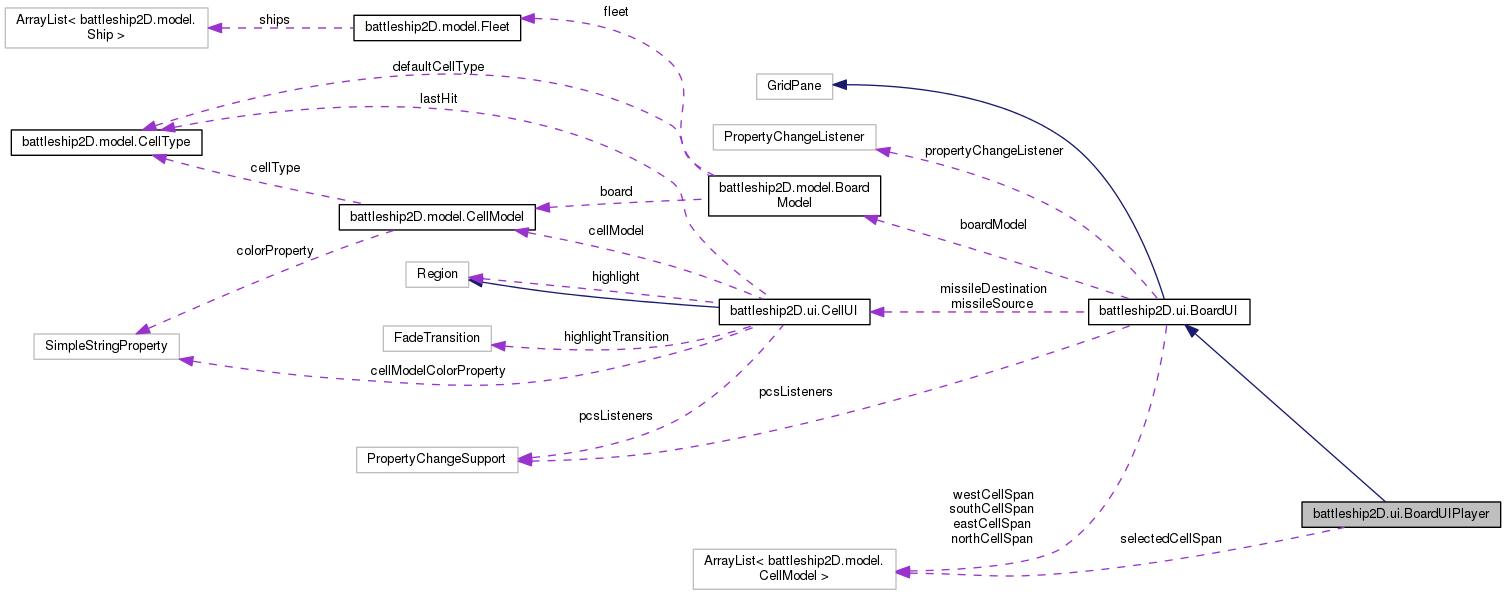 ArrayList< battleship2D.model.
Ship >
ships
battleship2D.model.Fleet
fleet
defaultCellType
lastHit
GridPane
battleship2D.model.CellType
PropertyChangeListener
propertyChangeListener
cellType
board
battleship2D.model.Board
Model
battleship2D.model.CellModel
boardModel
cellModel
colorProperty
Region
highlight
missileDestination
missileSource
battleship2D.ui.CellUI
battleship2D.ui.BoardUI
SimpleStringProperty
FadeTransition
highlightTransition
cellModelColorProperty
pcsListeners
pcsListeners
PropertyChangeSupport
westCellSpan
southCellSpan
eastCellSpan
northCellSpan
battleship2D.ui.BoardUIPlayer
selectedCellSpan
ArrayList< battleship2D.model.
CellModel >